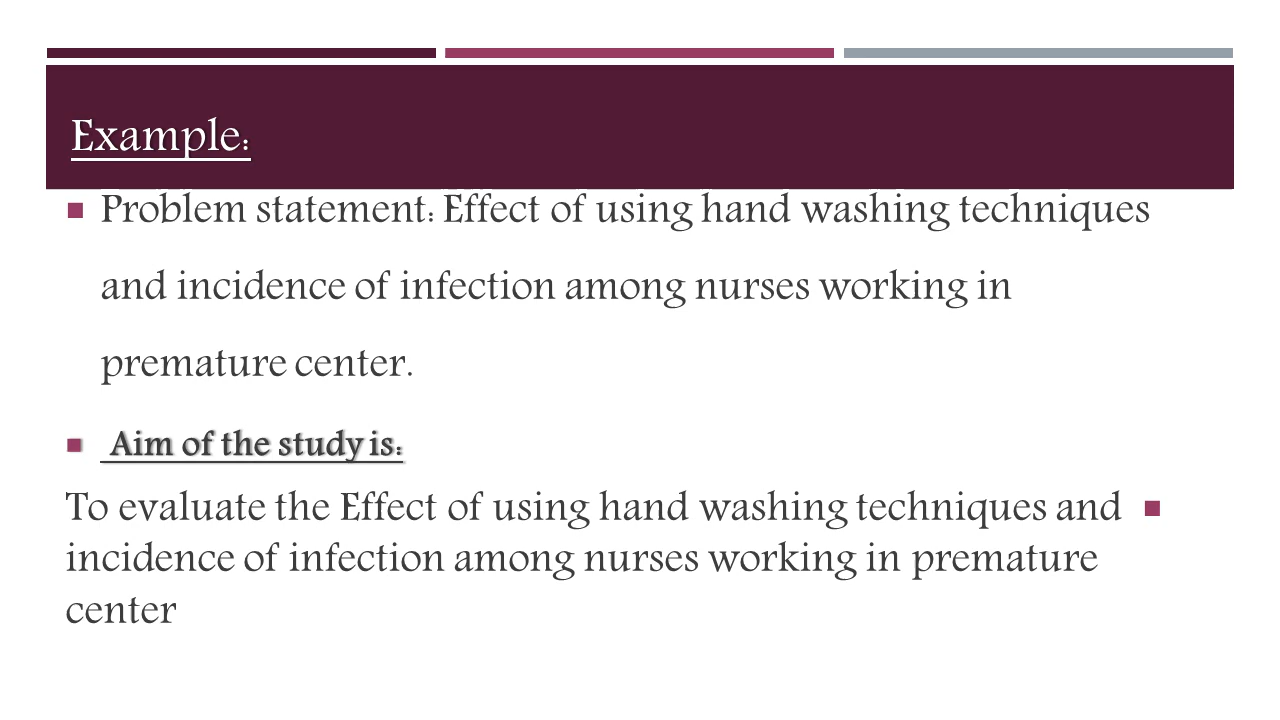 Example:
Problem statement: Effect of using hand washing techniques
and incidence of infection among nurses working in
premature center.
Aim of the study is:
To evaluate the Effect of using hand washing techniques and
incidence of infection among nurses working in premature
center